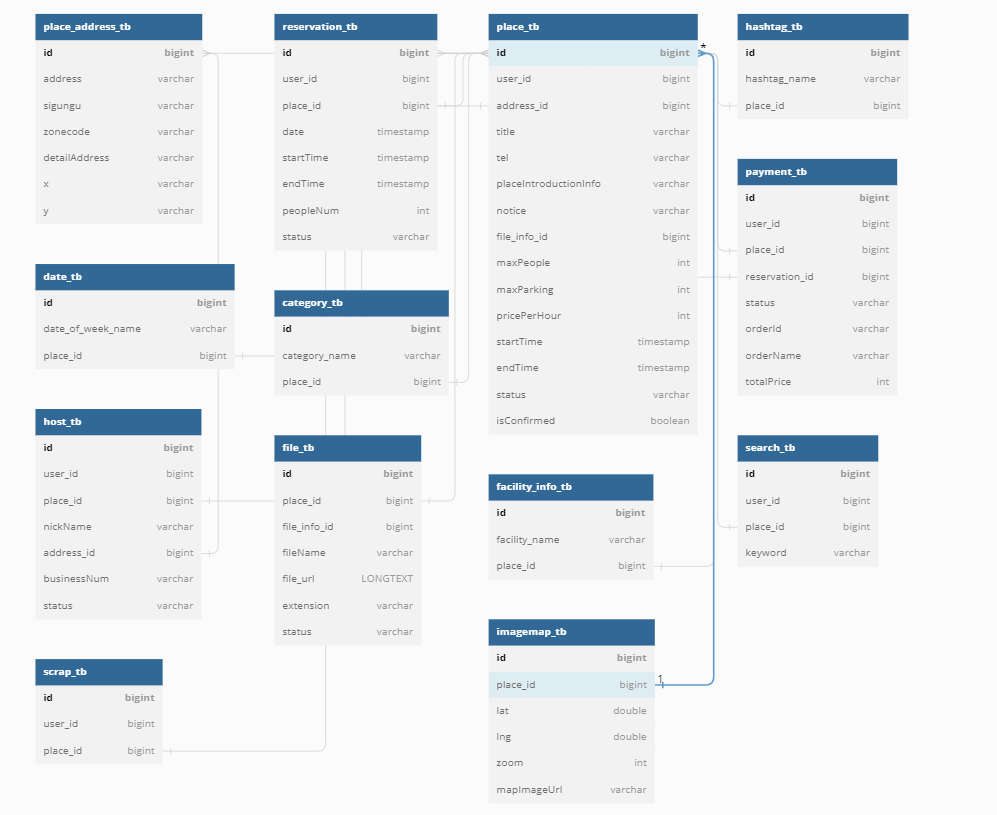 place_address_tb
id bigint
address varchar
sigungu varchar
zonecode varchar
detailAddress varchar
x varchar
y varchar
reservation_tb
id bigint
user_id bigint
place_id bigint
date timestamp
startTime timestamp
endTime timestamp
peopleNum int
status varchar
place_tb
id bigint
user_id bigint
address_id bigint
title varchar
tel varchar
placeIntroductionInfo varchar
notice varchar
file_info_id bigint
maxPeople int
maxParking int
pricePerHour int
startTime timestamp
endTime timestamp
status varchar
isConfirmed boolean
*
hashtag_tb
id bigint
hashtag_name varchar
place_id bigint
payment_tb
id bigint
user_id bigint
place_id bigint
reservation_id bigint
status varchar
orderId varchar
orderName varchar
totalPrice int
date_tb
id bigint
date_of_week_name varchar
place_id bigint
category_tb
id bigint
category_name varchar
place_id bigint
host_tb
id bigint
user_id bigint
place_id bigint
nickName varchar
address_id bigint
businessNum varchar
status varchar
file_tb
id bigint
place_id bigint
file_info_id bigint
fileName varchar
file_url LONGTEXT
extension varchar
status varchar
facility_info_tb
id bigint
facility_name varchar
place_id bigint
search_tb
id bigint
user_id bigint
place_id bigint
keyword varchar
scrap_tb
id bigint
user_id bigint
place_id bigint
imagemap_tb
id bigint
place_id bigint
1
lat double
lng double
zoom int
mapImageUrl varchar